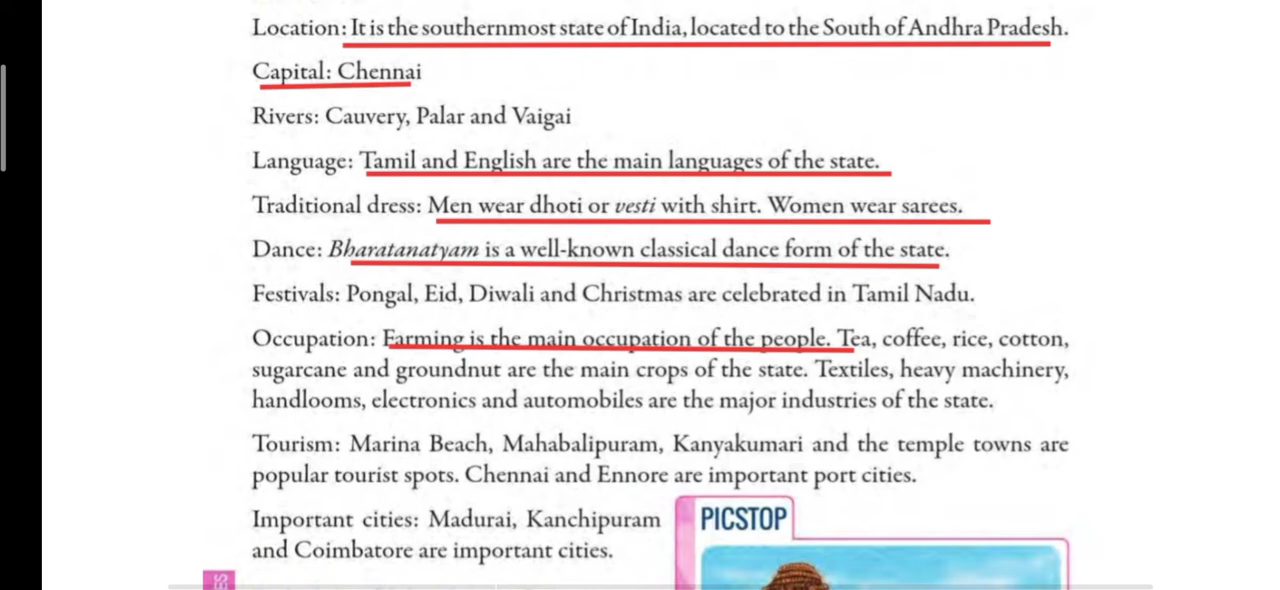 Location: It is the southernmost state of India, located to the South of Andhra Pradesh.
Capital: Chennai
Rivers: Cauvery, Palar and Vaigai
Language: Tamil and English are the main languages of the state.
Traditional dress: Men wear dhoti or vesti with shirt. Women wear sarees.
Dance: Bharatanatyam is a well-known classical dance form of the state.
Festivals: Pongal, Eid, Diwali and Christmas are celebrated in Tamil Nadu.
Occupation: Farming is the main occupation of the people. Tea, coffee, rice, cotton,
sugarcane and groundnut are the main crops of the state. Textiles, heavy machinery,
handlooms, electronics and automobiles are the major industries of the state.
Tourism: Marina Beach, Mahabalipuram, Kanyakumari and the temple towns are
popular tourist spots. Chennai and Ennore are important port cities.
Important cities: Madurai, Kanchipuram
and Coimbatore are important cities.
PICSTOP